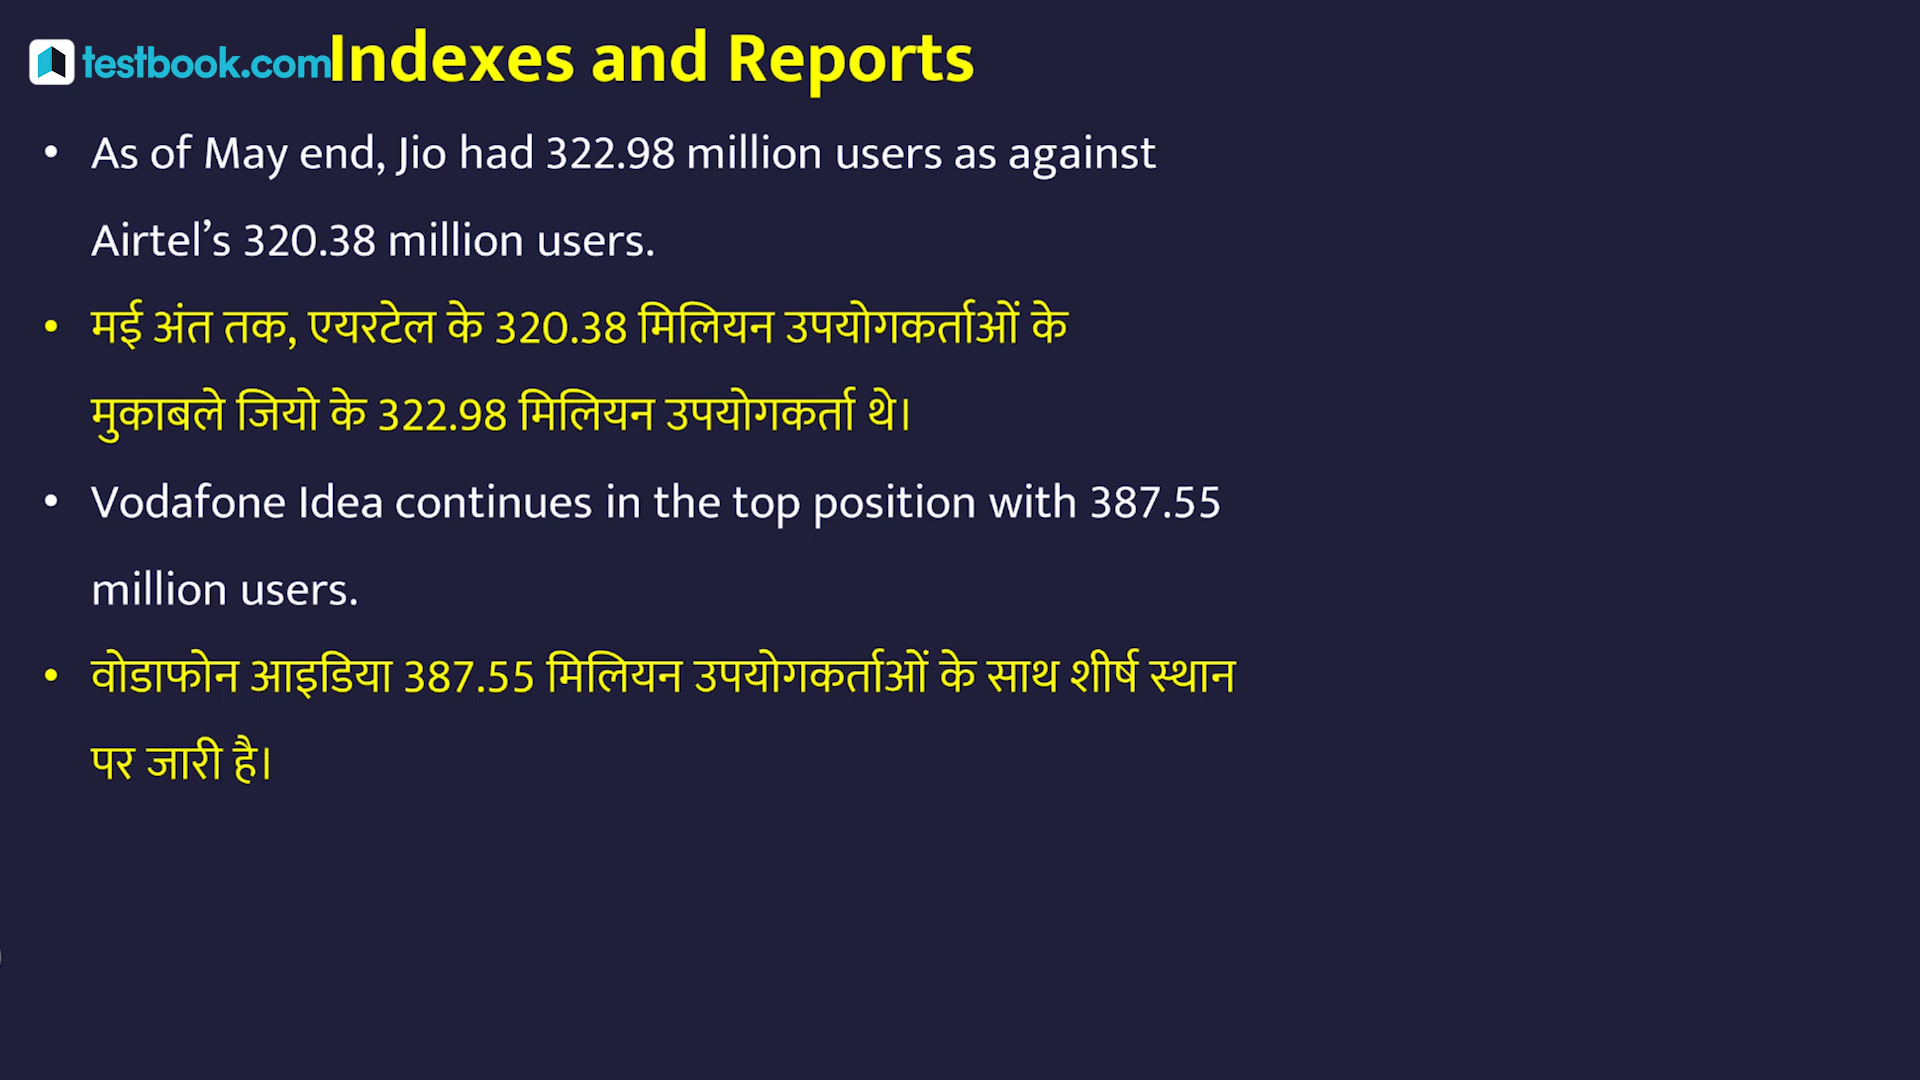 testbook.com Indexes and Reports
• As of May end, Jio had 322.98 million users as against
Airtel’s 320.38 million users.
• मई अंत तक, एयरटेल के 320.38 मिलियन उपयोगकर्ताओं के
मुकाबले जियो के 322.98 मिलियन उपयोगकर्ता थे।
• Vodafone Idea continues in the top position with 387.55
million users.
• वोडाफोन आइडिया 387.55 मिलियन उपयोगकर्ताओं के साथ शीर्ष स्थान
पर जारी है।